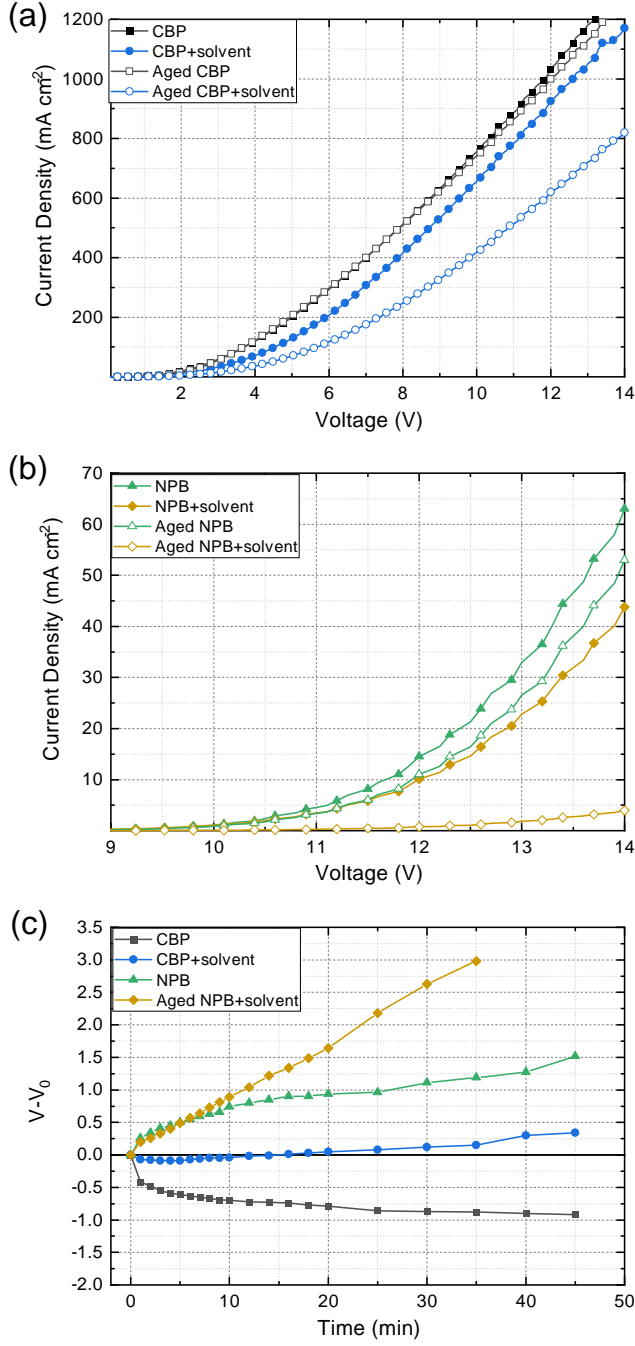 (a)
CBP
CBP+solvent
Aged CBP
Aged CBP+solvent
1200
1000
800
600
400
200
2 4 6 8 10 12 14
Current Density (mA cm²)
Voltage (V)
(b)
NPB
NPB+solvent
Aged NPB
Aged NPB+solvent
70
60
50
40
30
20
10
9 10 11 12 13 14
Current Density (mA cm²)
Voltage (V)
(c)
CBP
CBP+solvent
NPB
Aged NPB+solvent
3.5
3.0
2.5
2.0
1.5
1.0
0.5
0.0
-0.5
-1.0
-1.5
-2.0
0 10 20 30 40 50
V-V₀
Time (min)